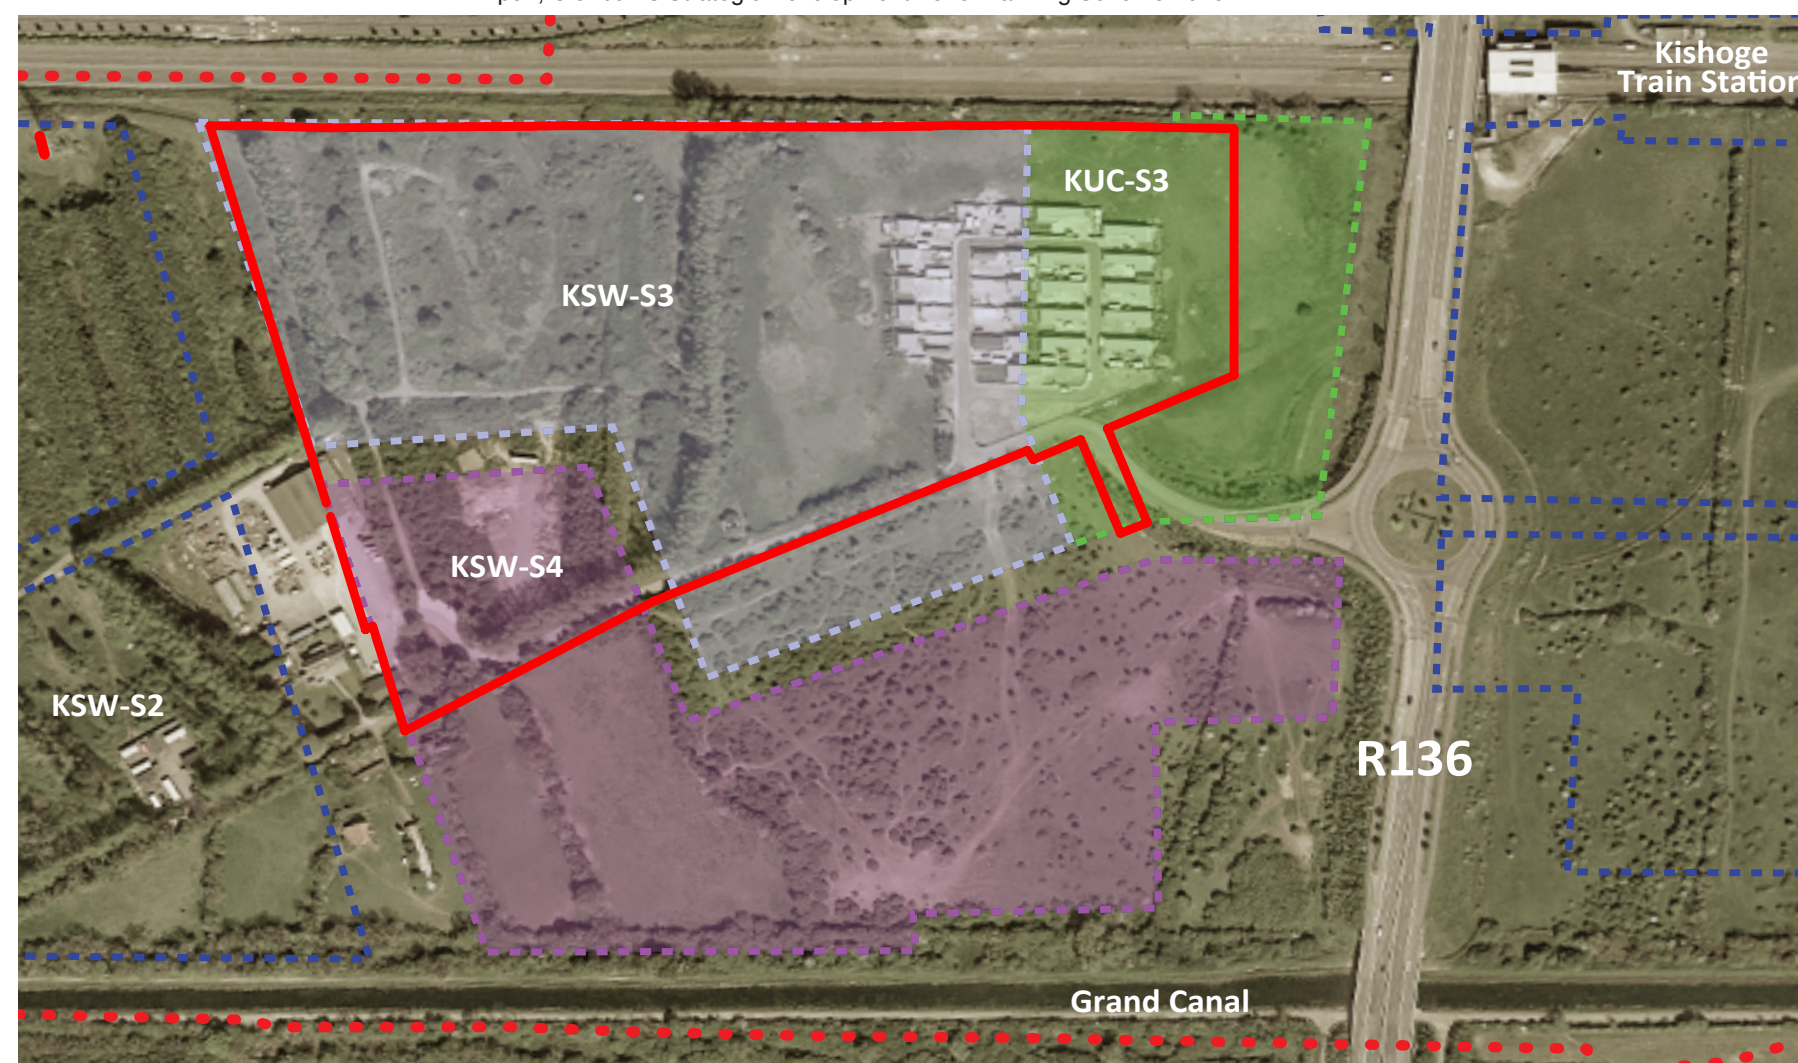 Kishoge
Train Station
KUC-S3
KSW-S3
KSW-S4
KSW-S2
R136
Grand Canal